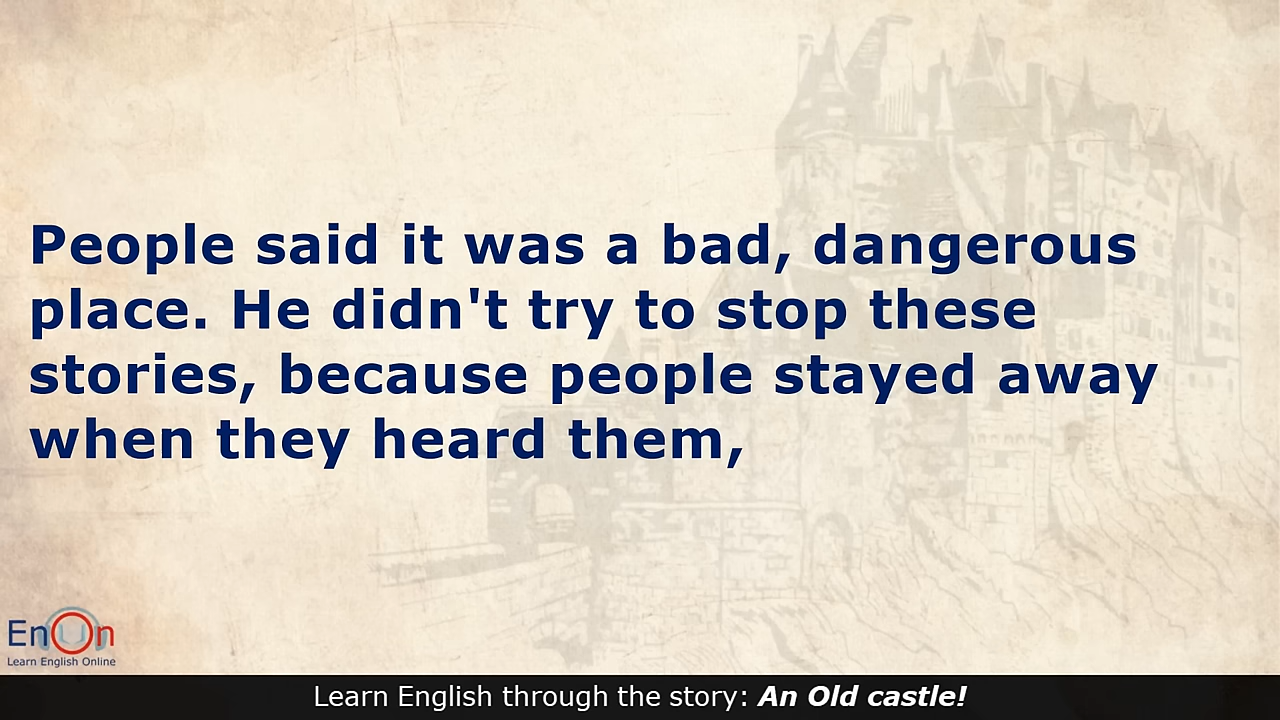 People said it was a bad, dangerous
place. He didn't try to stop these
stories, because people stayed away
when they heard them,
EnOn
Learn English Online
Learn English through the story: An Old castle!